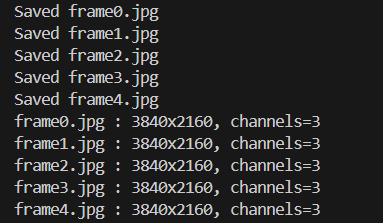 Saved frame0.jpg
Saved frame1.jpg
Saved frame2.jpg
Saved frame3.jpg
Saved frame4.jpg
frame0.jpg : 3840x2160, channels=3
frame1.jpg : 3840x2160, channels=3
frame2.jpg : 3840x2160, channels=3
frame3.jpg : 3840x2160, channels=3
frame4.jpg : 3840x2160, channels=3